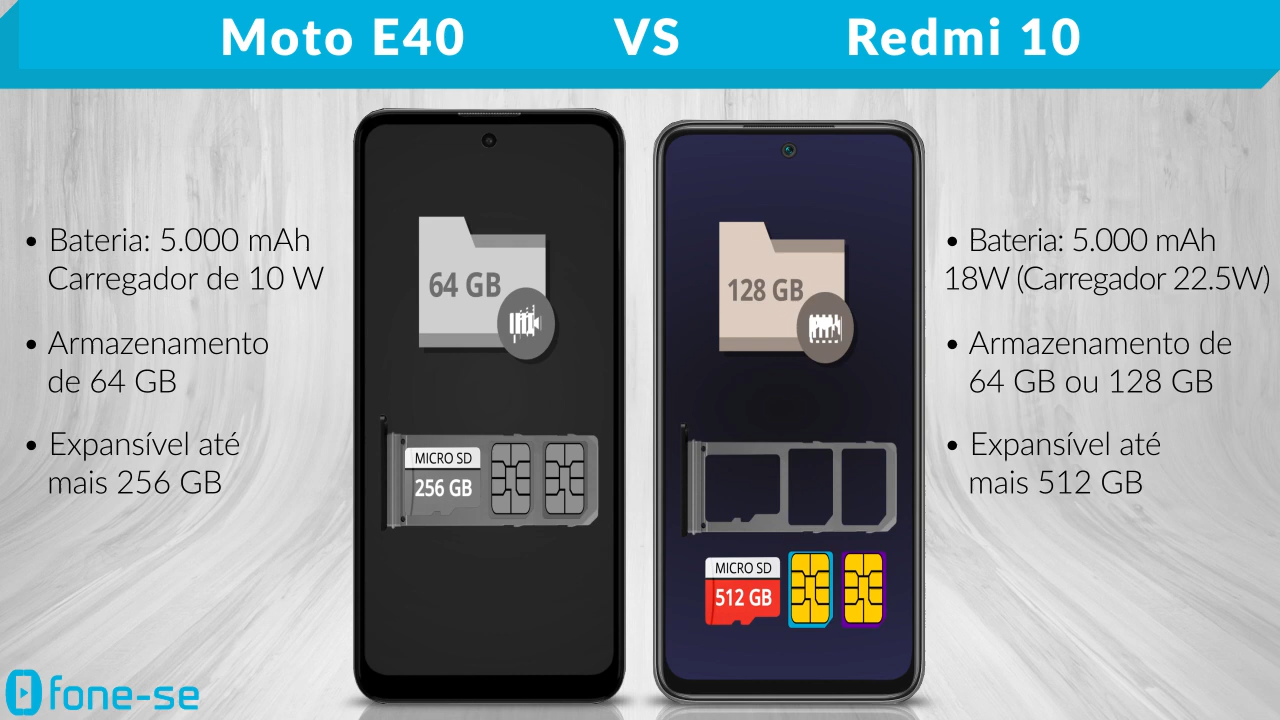 Moto E40 VS Redmi 10
• Bateria: 5.000 mAh
Carregador de 10 W
• Armazenamento
de 64 GB
• Expansível até
mais 256 GB
64 GB
MICRO SD
256 GB
128 GB
MICRO SD
512 GB
• Bateria: 5.000 mAh
18W (Carregador 22.5W)
• Armazenamento de
64 GB ou 128 GB
• Expansível até
mais 512 GB
fone-se